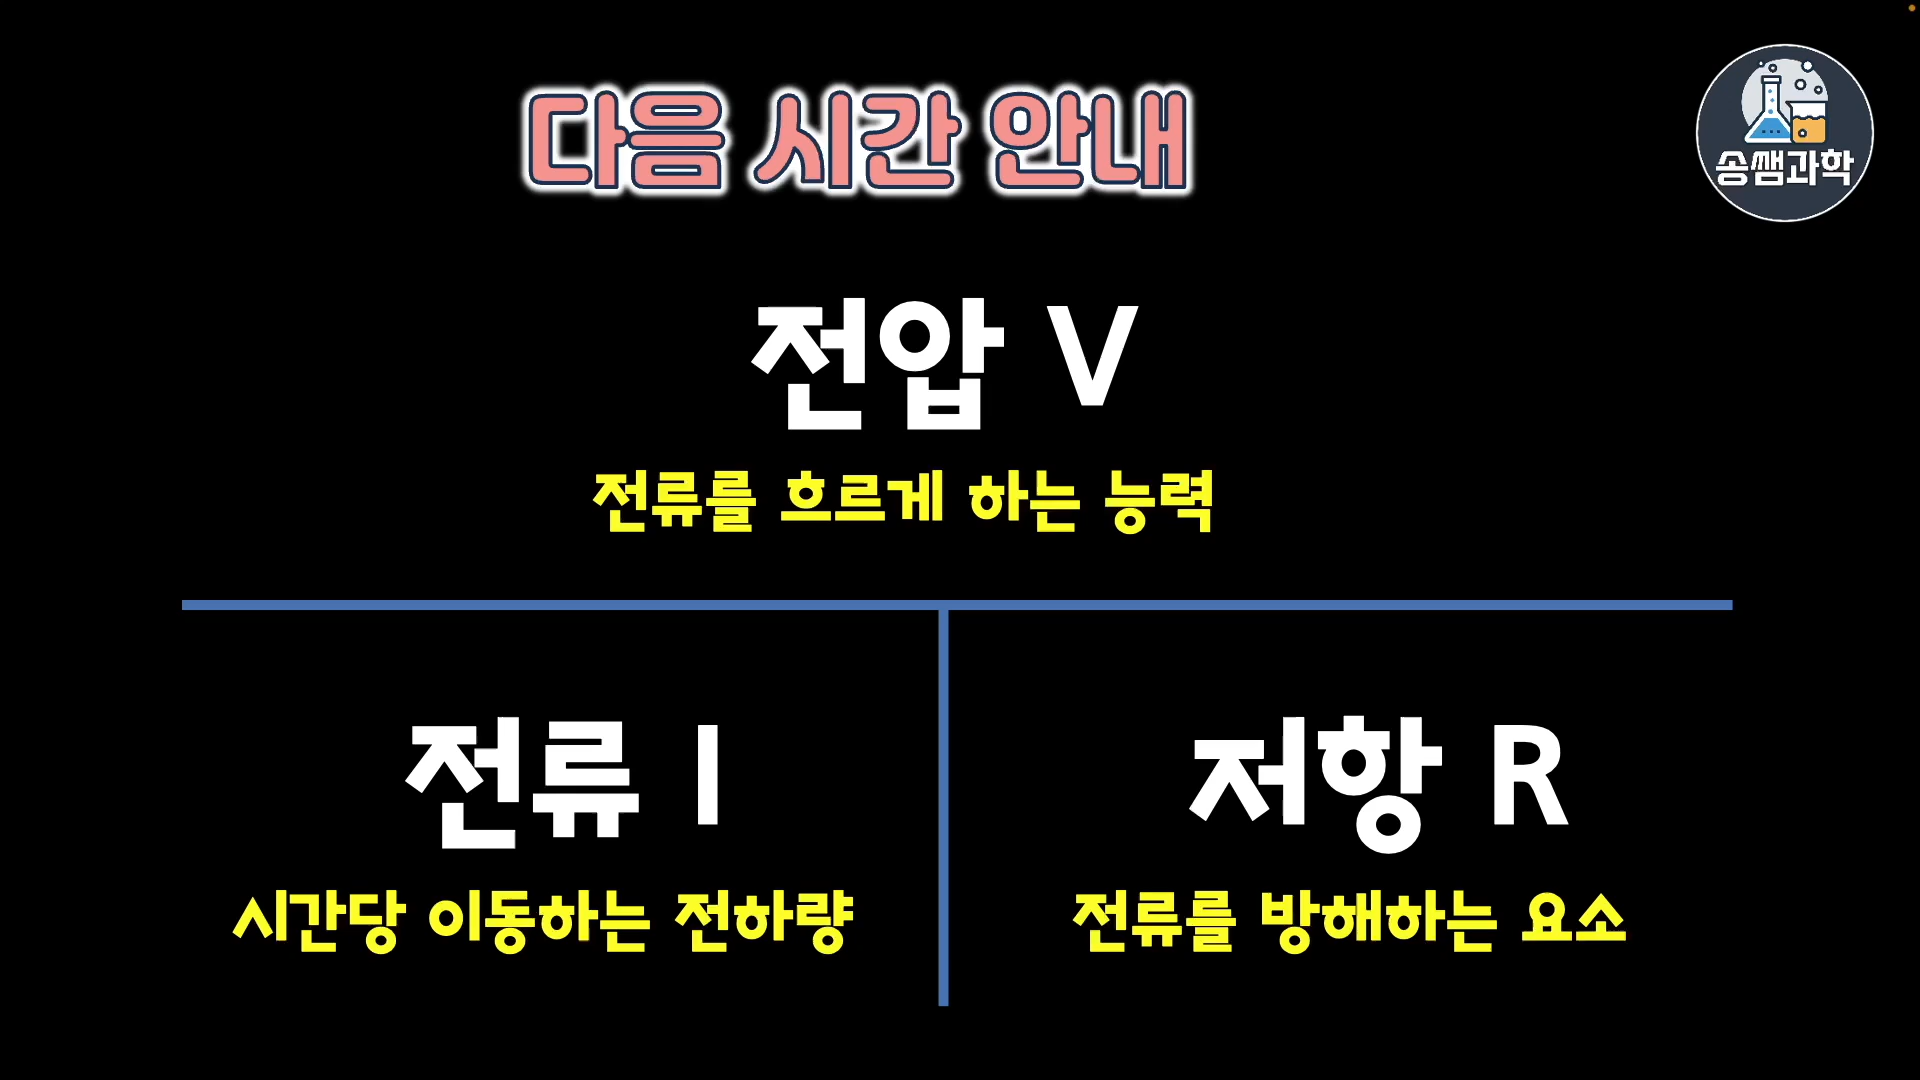 다음 시간 안내
송쌤과학
전압 V
전류를 흐르게 하는 능력
전류 I
시간당 이동하는 전하량
저항 R
전류를 방해하는 요소